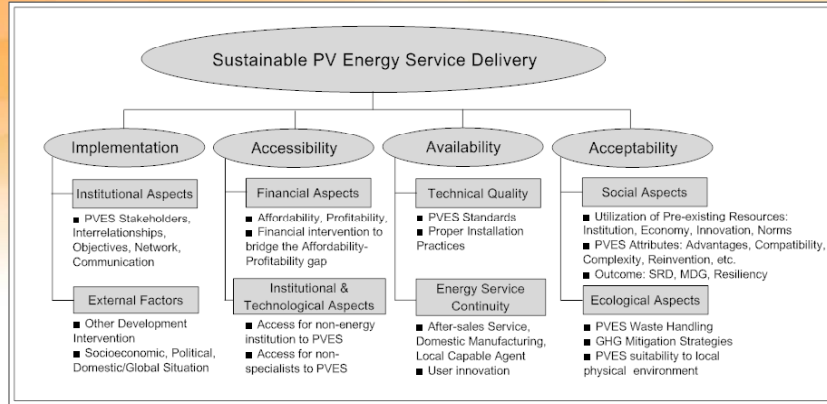 Sustainable PV Energy Service Delivery
Implementation
Institutional Aspects
■ PVES Stakeholders,
Interrelationships,
Objectives, Network,
Communication
External Factors
■ Other Development
Intervention
■ Socioeconomic, Political,
Domestic/Global Situation
Accessibility
Financial Aspects
■ Affordability, Profitability,
■ Financial intervention to
bridge the Affordability-
Profitability gap
Institutional &
Technological Aspects
■ Access for non-energy
institution to PVES
■ Access for non-
specialists to PVES
Availability
Technical Quality
■ PVES Standards
■ Proper Installation
Practices
Energy Service
Continuity
■ After-sales Service,
Domestic Manufacturing,
Local Capable Agent
■ User innovation
Acceptability
Social Aspects
■ Utilization of Pre-existing Resources:
Institution, Economy, Innovation, Norms
■ PVES Attributes: Advantages, Compatibility,
Complexity, Reinvention, etc.
■ Outcome: SRD, MDG, Resiliency
Ecological Aspects
■ PVES Waste Handling
■ GHG Mitigation Strategies
■ PVES suitability to local
physical environment